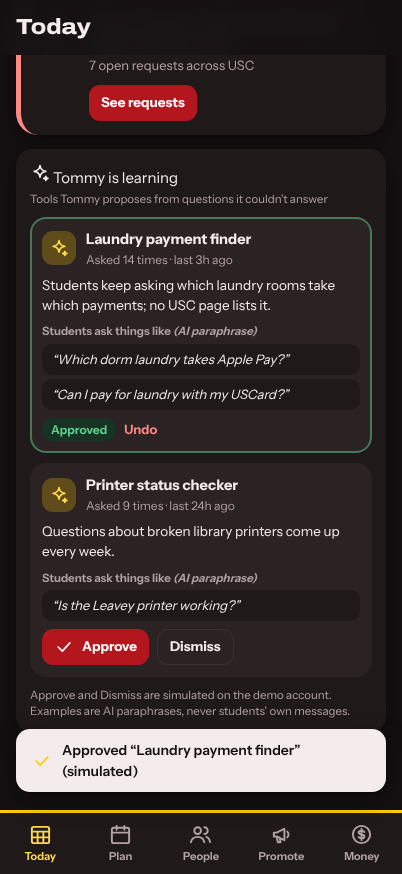 Today
7 open requests across USC
See requests
Tommy is learning
Tools Tommy proposes from questions it couldn't answer
Laundry payment finder
Asked 14 times · last 3h ago
Students keep asking which laundry rooms take
which payments; no USC page lists it.
Students ask things like (AI paraphrase)
“Which dorm laundry takes Apple Pay?”
“Can I pay for laundry with my USCard?”
Approved Undo
Printer status checker
Asked 9 times · last 24h ago
Questions about broken library printers come up
every week.
Students ask things like (AI paraphrase)
“Is the Leavey printer working?”
Approve Dismiss
Approve and Dismiss are simulated on the demo account.
Examples are AI paraphrases, never students' own messages.
Approved “Laundry payment finder”
(simulated)
Today Plan People Promote Money